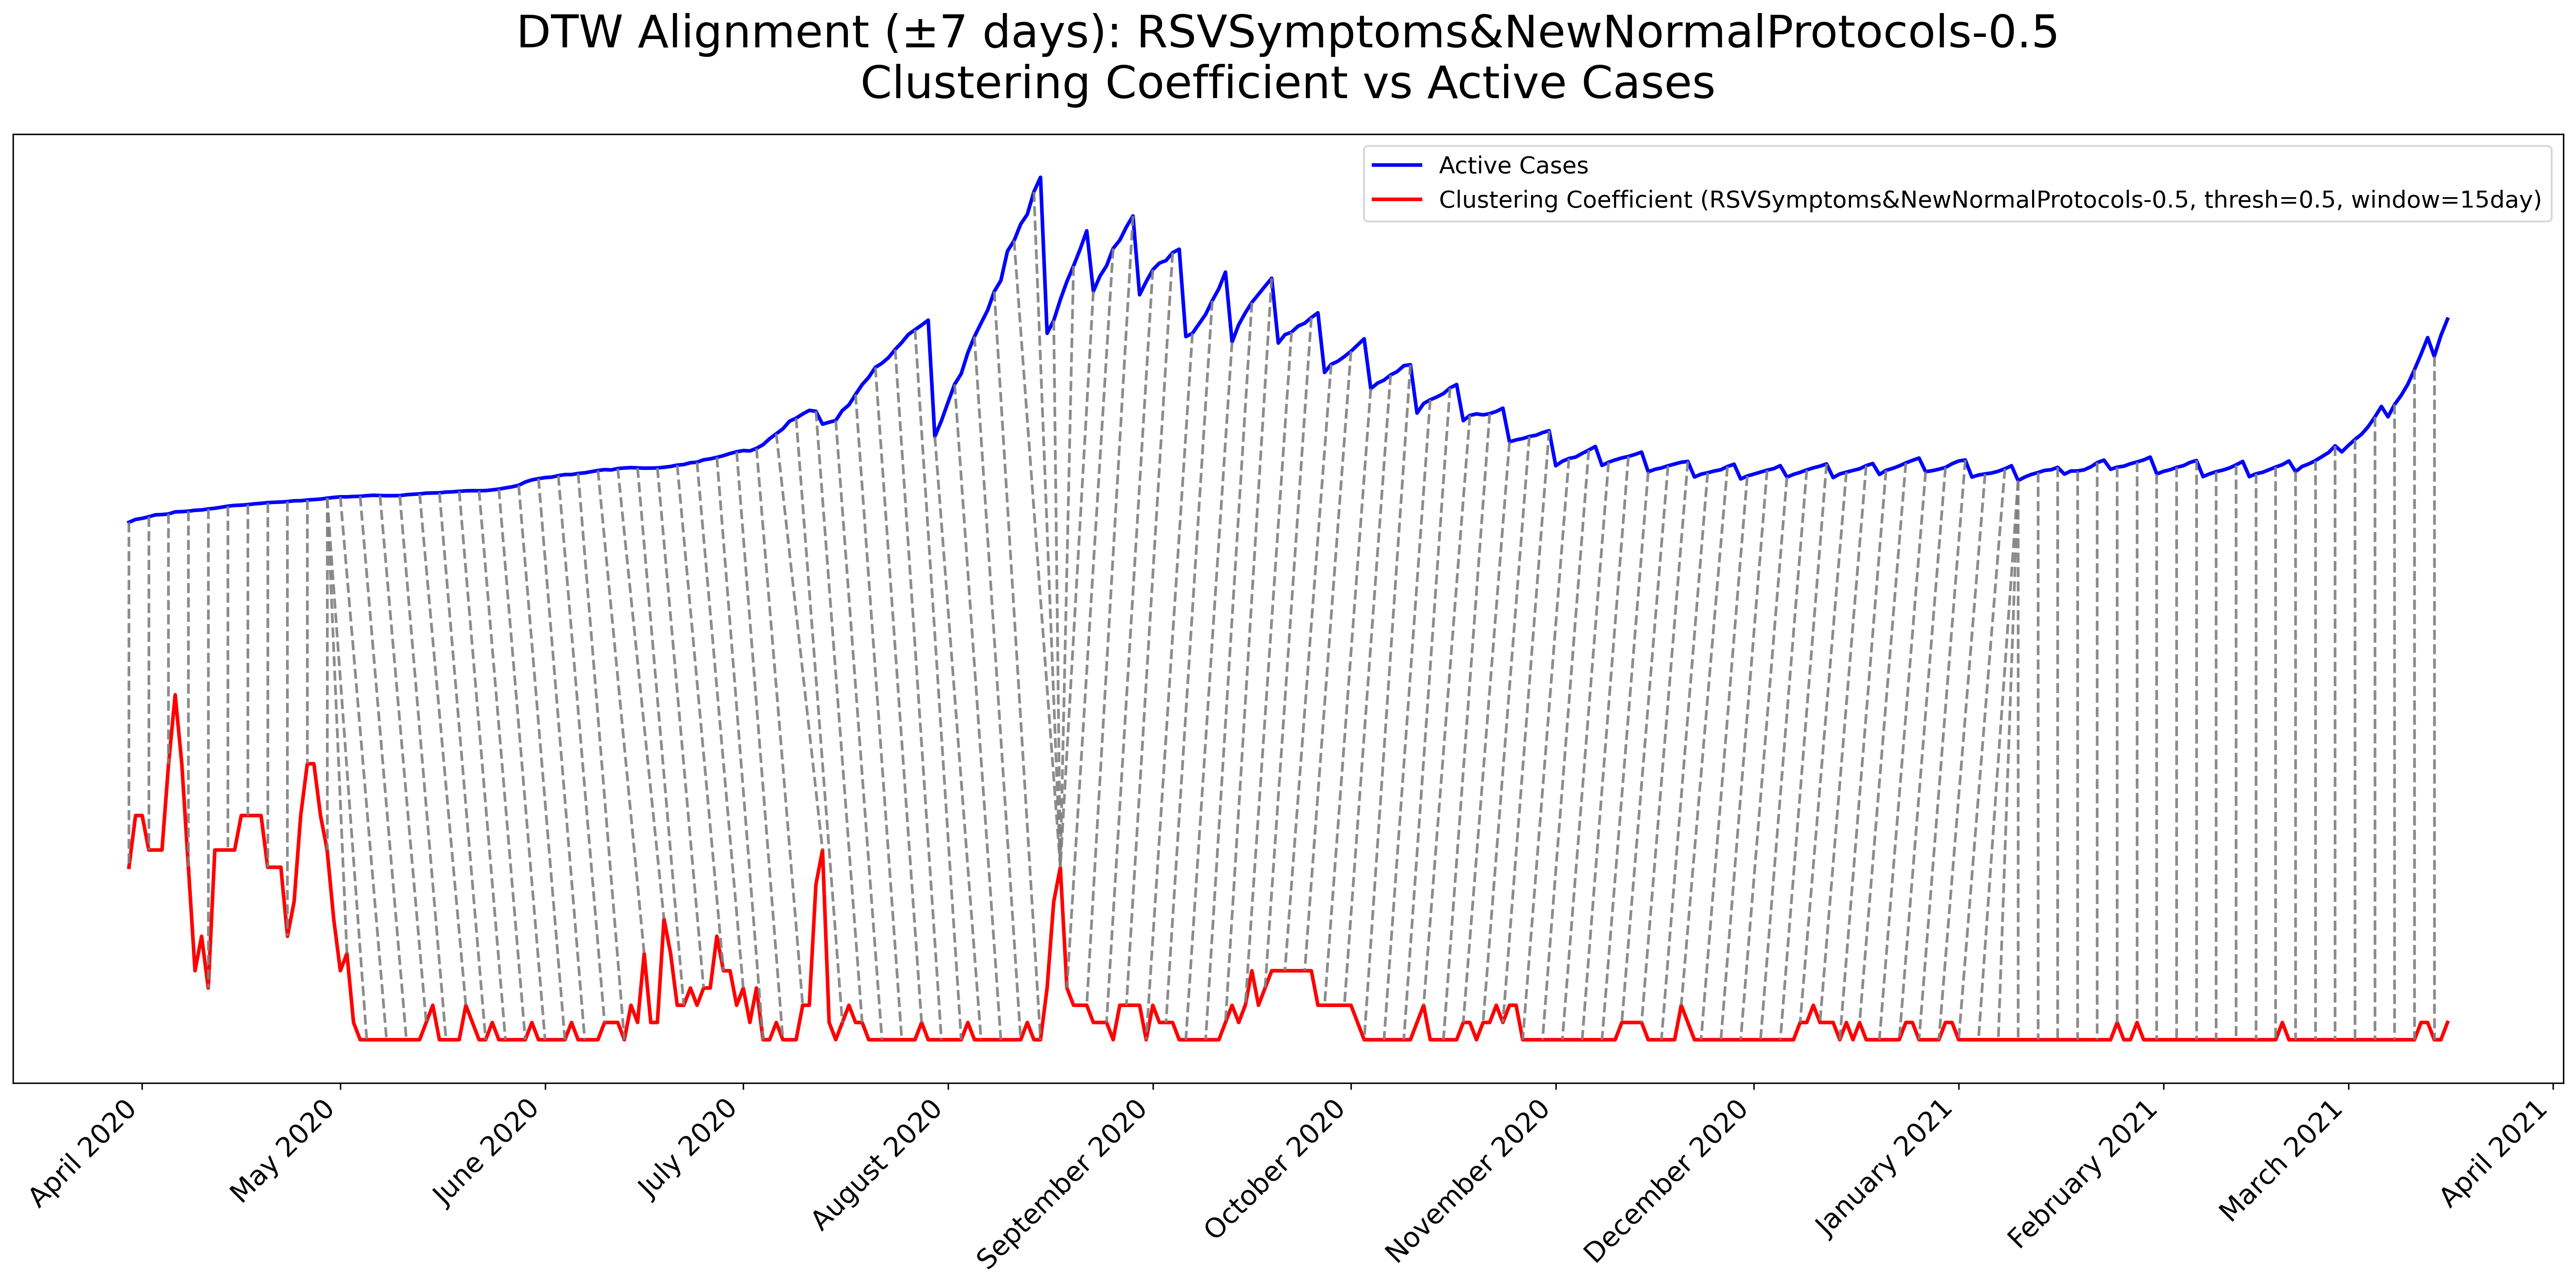 DTW Alignment (±7 days): RSVSymptoms&NewNormalProtocols-0.5
Clustering Coefficient vs Active Cases
Active Cases
Clustering Coefficient (RSVSymptoms&NewNormalProtocols-0.5, thresh=0.5, window=15day)
April 2020
May 2020
June 2020
July 2020
August 2020
September 2020
October 2020
November 2020
December 2020
January 2021
February 2021
March 2021
April 2021